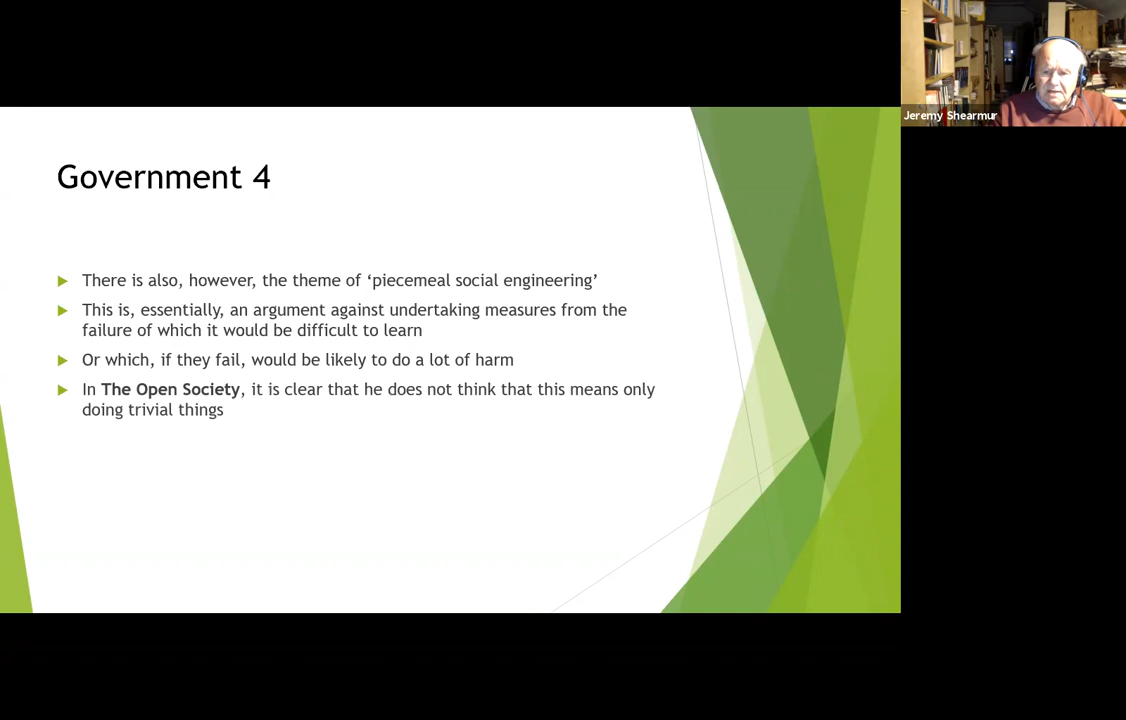 Jeremy Shearmur
Government 4
There is also, however, the theme of ‘piecemeal social engineering’
This is, essentially, an argument against undertaking measures from the
failure of which it would be difficult to learn
Or which, if they fail, would be likely to do a lot of harm
In The Open Society, it is clear that he does not think that this means only
doing trivial things